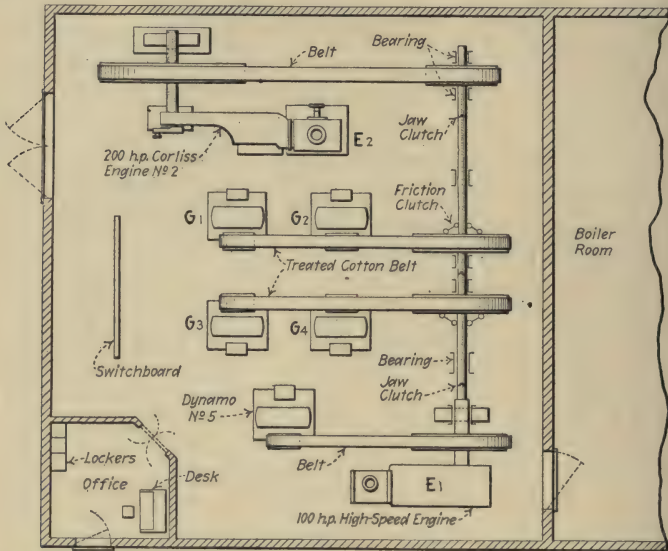 Belt
Bearing
Jaw
Clutch
E2
200 h.p. Corliss
Engine Nº 2
Friction
Clutch
G1
G2
Boiler
Room
Treated Cotton Belt
G3
G4
Switchboard
Bearing
Jaw
Clutch
Dynamo
Nº 5
Lockers
Office
Desk
Belt
E1
100 h.p. High-Speed Engine